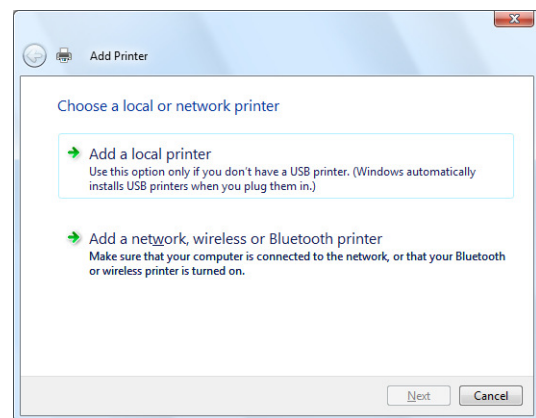 Add Printer
Choose a local or network printer
Add a local printer
Use this option only if you don't have a USB printer. (Windows automatically
installs USB printers when you plug them in.)
Add a network, wireless or Bluetooth printer
Make sure that your computer is connected to the network, or that your Bluetooth
or wireless printer is turned on.
Next Cancel